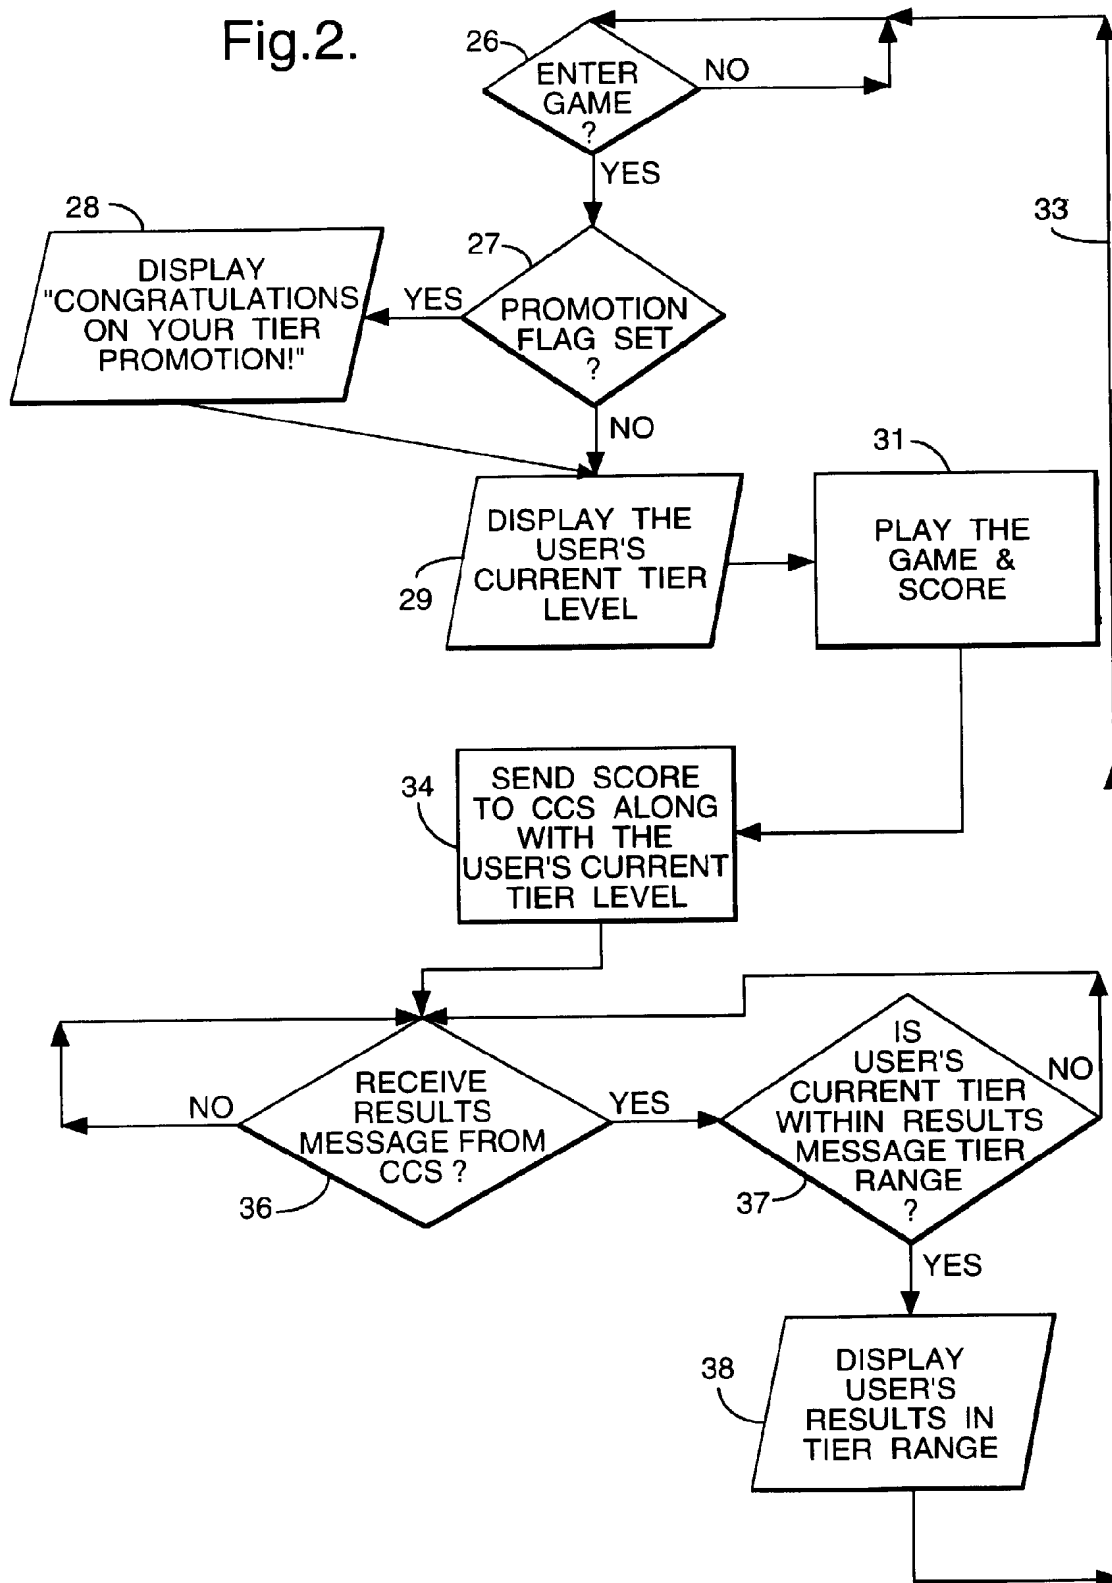 Fig.2.
26
ENTER
GAME
?
NO
YES
28
DISPLAY
"CONGRATULATIONS
ON YOUR TIER
PROMOTION!"
YES
27
PROMOTION
FLAG SET
?
NO
33
29
DISPLAY THE
USER'S
CURRENT TIER
LEVEL
31
PLAY THE
GAME &
SCORE
34
SEND SCORE
TO CCS ALONG
WITH THE
USER'S CURRENT
TIER LEVEL
NO
RECEIVE
RESULTS
MESSAGE FROM
CCS ?
36
YES
IS
USER'S
CURRENT TIER
WITHIN RESULTS
MESSAGE TIER
RANGE
?
37
NO
YES
38
DISPLAY
USER'S
RESULTS IN
TIER RANGE